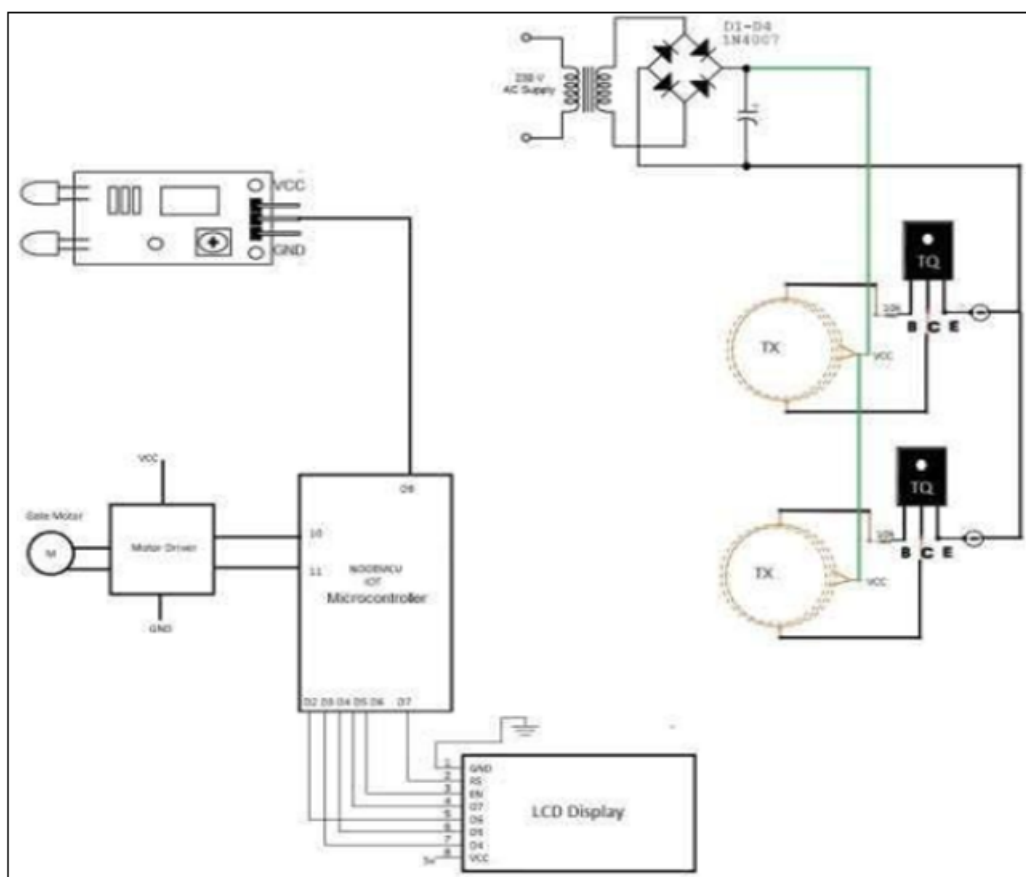 D1-D4
1N4007
230 V
AC Supply
VCC
GND
TQ
10K
B C E
TX
VCC
D8
VCC
Gate Motor
M
Motor Driver
GND
10
11
NODEMCU
IOT
Microcontroller
TQ
10K
B C E
TX
VCC
D2 D3 D4 D5 D6 D7
1 GND
2 RS
3 EN
4 D7
5 D6
6 D5
7 D4
8 VCC
5v
LCD Display